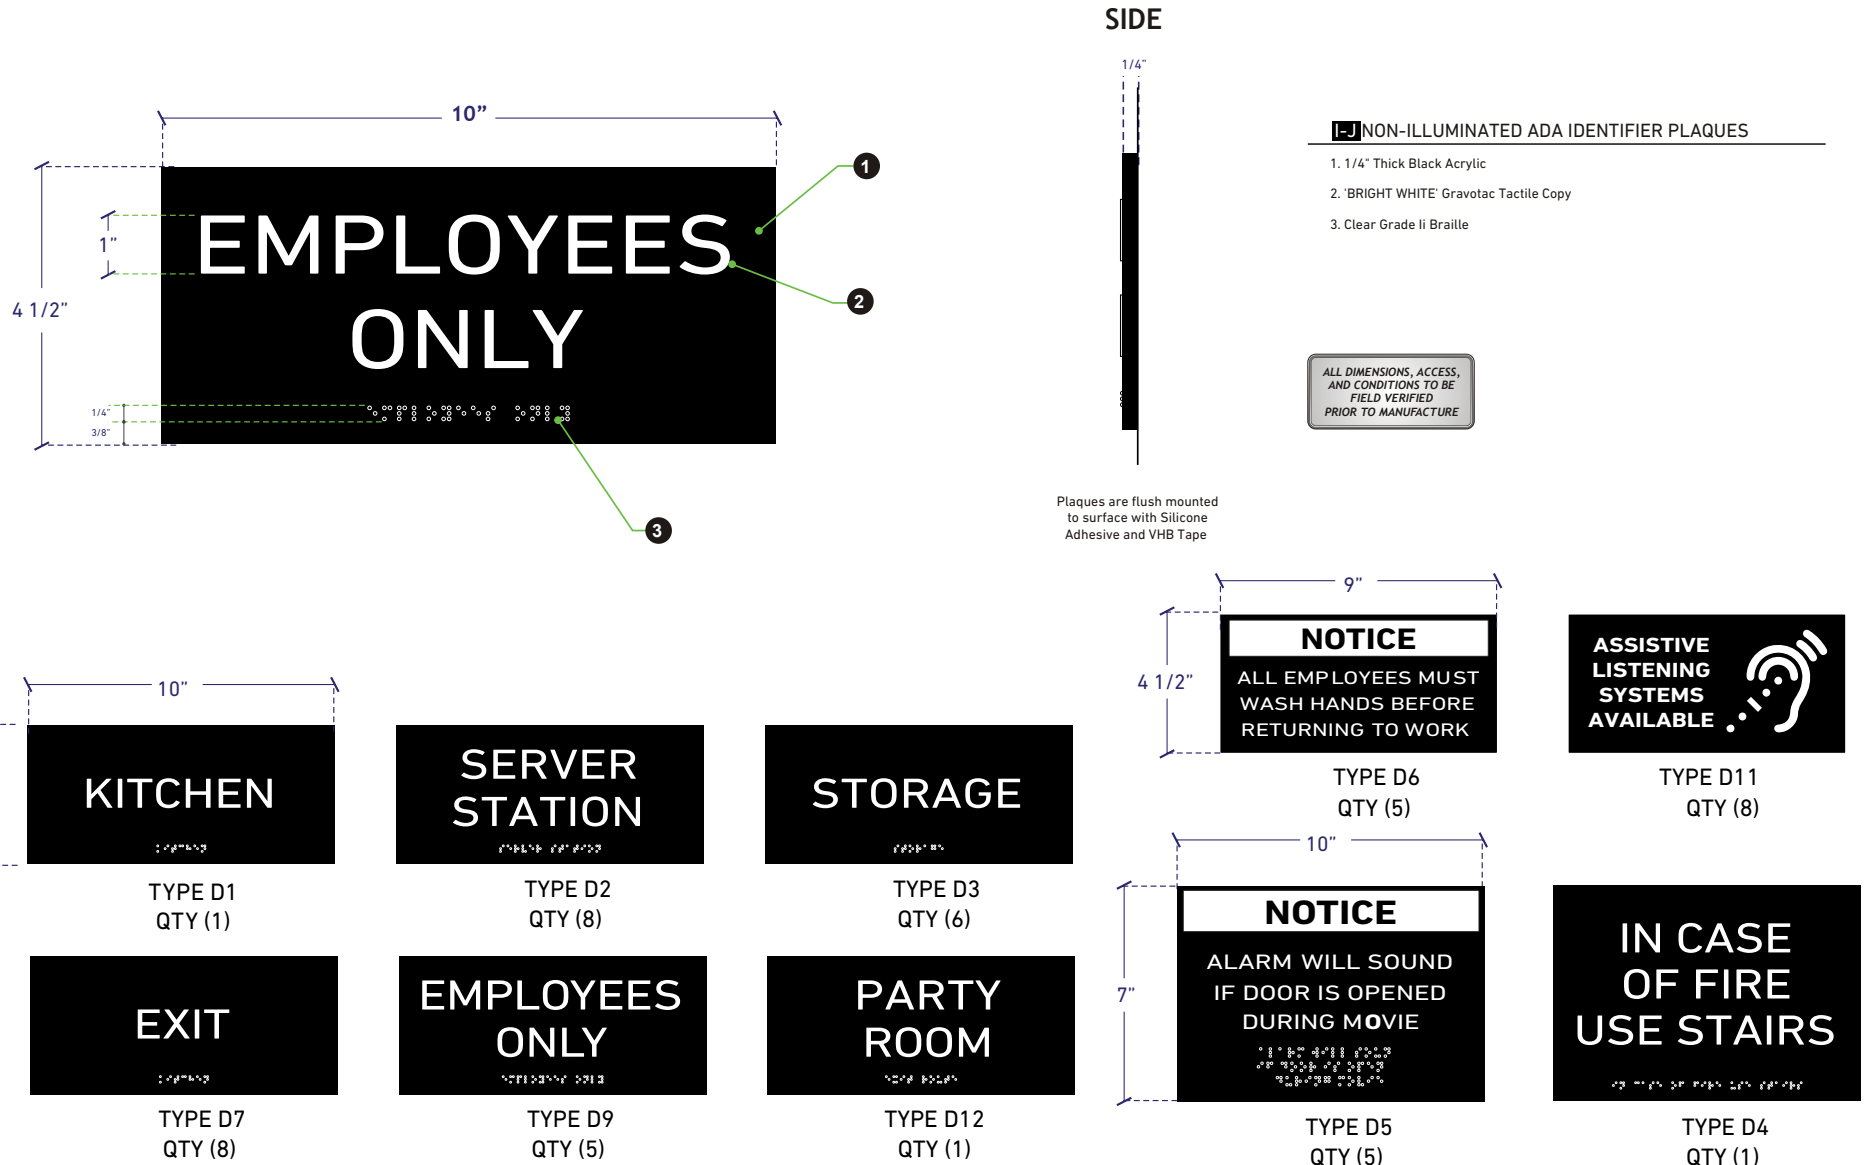 SIDE
1/4"
10”
1”
4 1/2”
1/4"
3/8"
EMPLOYEES
ONLY
⠑⠍⠏⠇⠕⠽⠑⠑⠎ ⠕⠝⠇⠽
1
2
3
I-J NON-ILLUMINATED ADA IDENTIFIER PLAQUES
1. 1/4" Thick Black Acrylic
2. 'BRIGHT WHITE' Gravotac Tactile Copy
3. Clear Grade Ii Braille
ALL DIMENSIONS, ACCESS,
AND CONDITIONS TO BE
FIELD VERIFIED
PRIOR TO MANUFACTURE
Plaques are flush mounted
to surface with Silicone
Adhesive and VHB Tape
10”
KITCHEN
TYPE D1
QTY (1)
SERVER
STATION
TYPE D2
QTY (8)
STORAGE
TYPE D3
QTY (6)
9”
4 1/2”
NOTICE
ALL EMPLOYEES MUST
WASH HANDS BEFORE
RETURNING TO WORK
TYPE D6
QTY (5)
ASSISTIVE
LISTENING
SYSTEMS
AVAILABLE
TYPE D11
QTY (8)
EXIT
TYPE D7
QTY (8)
EMPLOYEES
ONLY
TYPE D9
QTY (5)
PARTY
ROOM
TYPE D12
QTY (1)
10”
7”
NOTICE
ALARM WILL SOUND
IF DOOR IS OPENED
DURING MOVIE
TYPE D5
QTY (5)
IN CASE
OF FIRE
USE STAIRS
TYPE D4
QTY (1)